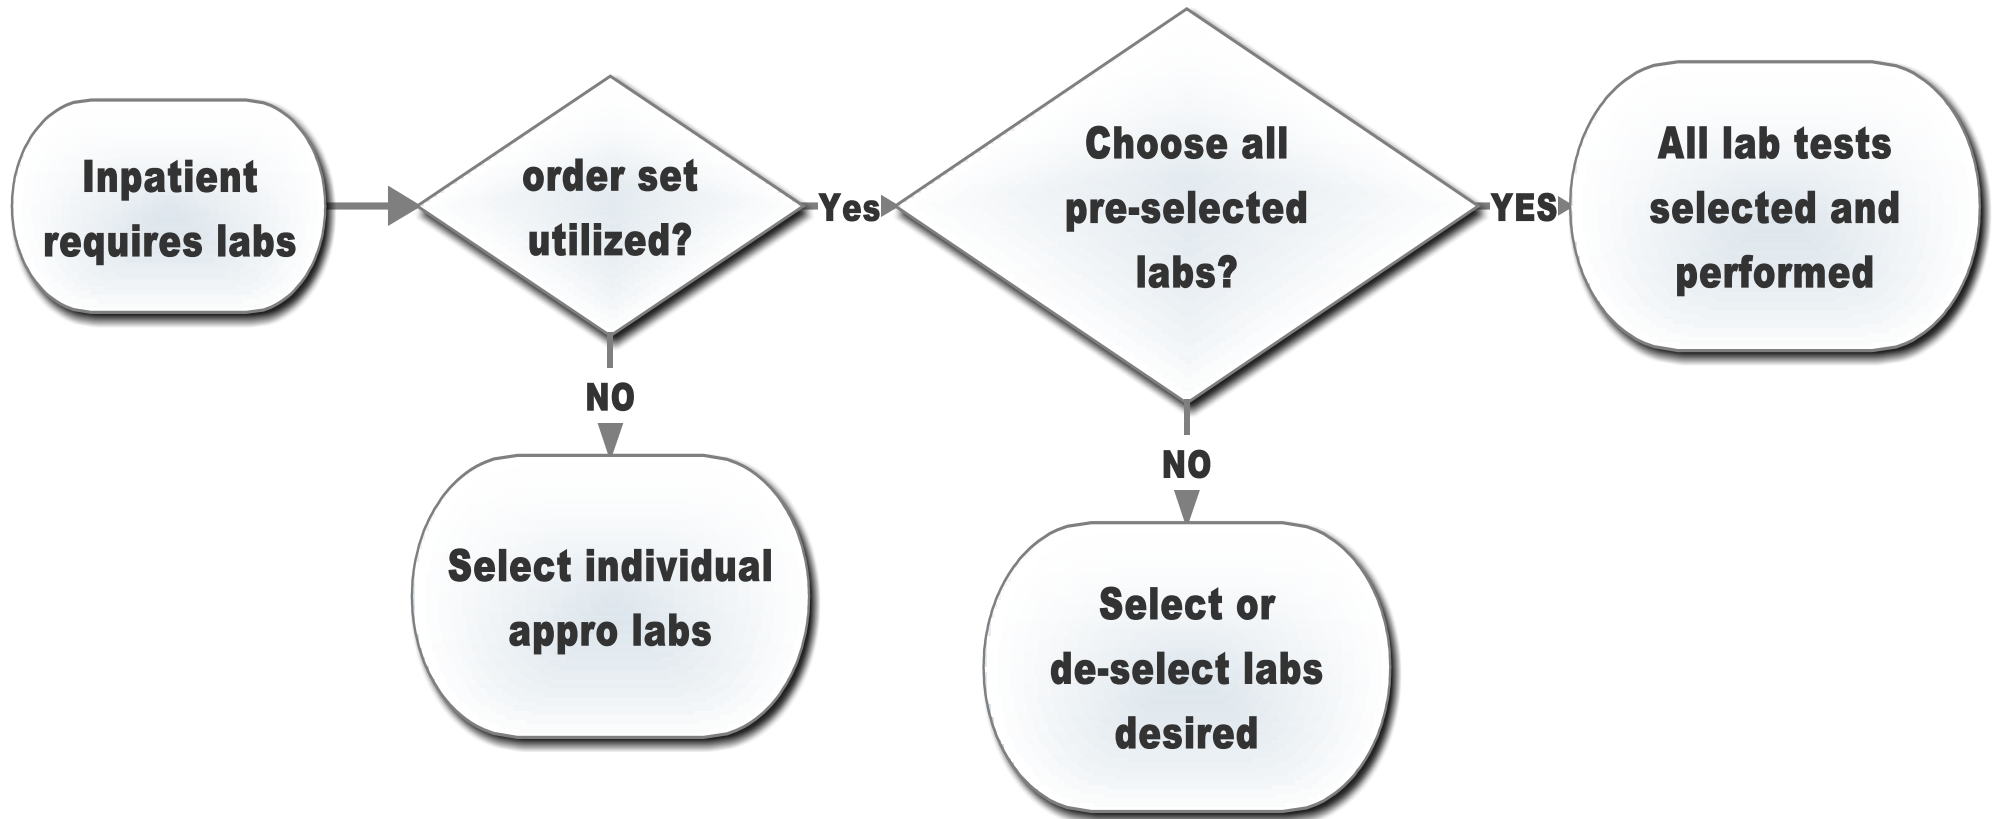 Inpatient
requires labs
order set
utilized?
Yes
Choose all
pre-selected
labs?
YES
All lab tests
selected and
performed
NO
Select individual
appro labs
NO
Select or
de-select labs
desired